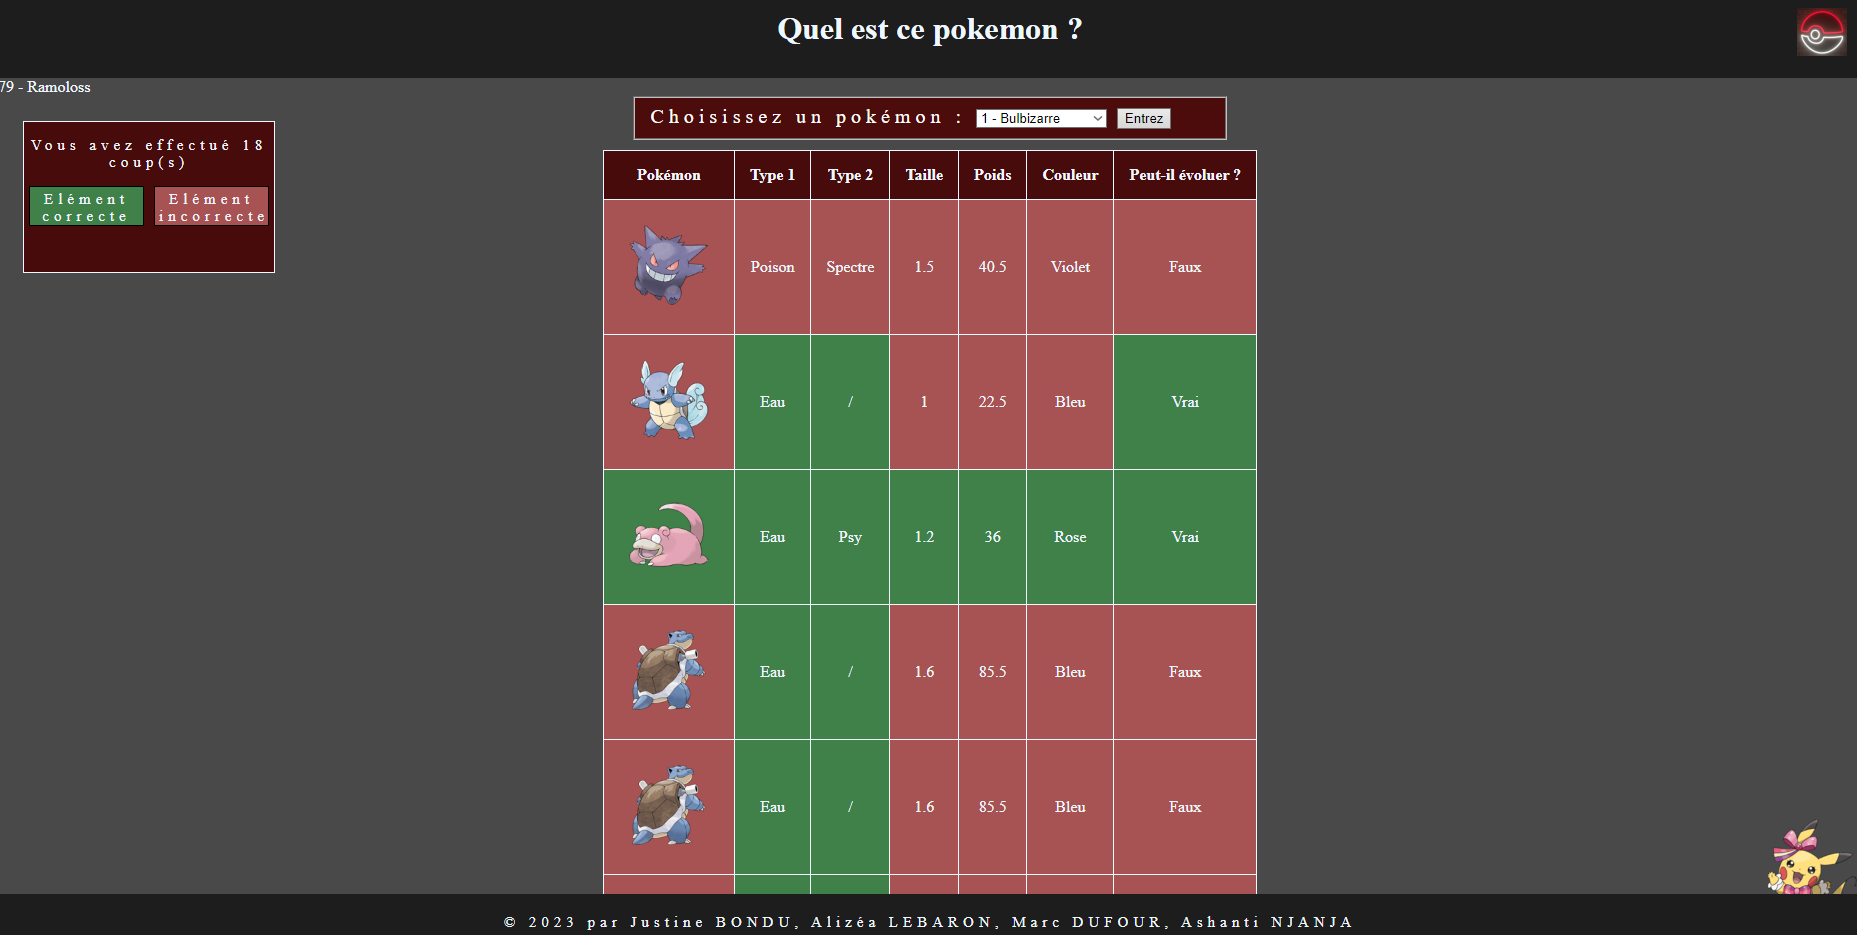 Quel est ce pokemon ?
79 - Ramoloss
Vous avez effectué 18
coup(s)
Elément
correcte
Elément
incorrecte
Choisissez un pokémon : 1 - Bulbizarre Entrez
Pokémon Type 1 Type 2 Taille Poids Couleur Peut-il évoluer ?
Poison Spectre 1.5 40.5 Violet Faux
Eau / 1 22.5 Bleu Vrai
Eau Psy 1.2 36 Rose Vrai
Eau / 1.6 85.5 Bleu Faux
Eau / 1.6 85.5 Bleu Faux
© 2023 par Justine BONDU, Alizéa LEBARON, Marc DUFOUR, Ashanti NJANJA